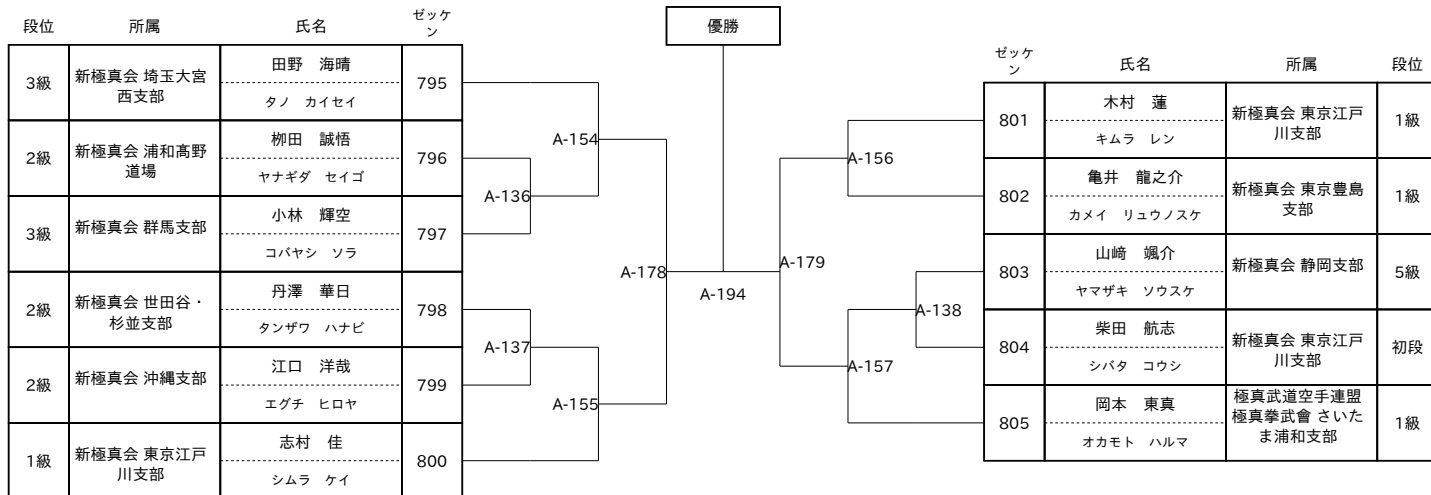 優勝
段位 所属 氏名 ゼッケ
ン
3級 新極真会 埼玉大宮
西支部 田野 海晴
タノ カイセイ 795
2級 新極真会 浦和髙野
道場 栁田 誠悟
ヤナギダ セイゴ 796
3級 新極真会 群馬支部 小林 輝空
コバヤシ ソラ 797
2級 新極真会 世田谷・
杉並支部 丹澤 華日
タンザワ ハナビ 798
2級 新極真会 沖縄支部 江口 洋哉
エグチ ヒロヤ 799
1級 新極真会 東京江戸
川支部 志村 佳
シムラ ケイ 800
A-154
A-136
A-178
A-137
A-155
A-194
A-156
A-179
A-138
A-157
ゼッケ
ン 氏名 所属 段位
801 木村 蓮
キムラ レン 新極真会 東京江戸
川支部 1級
802 亀井 龍之介
カメイ リュウノスケ 新極真会 東京豊島
支部 1級
803 山﨑 颯介
ヤマザキ ソウスケ 新極真会 静岡支部 5級
804 柴田 航志
シバタ コウシ 新極真会 東京江戸
川支部 初段
805 岡本 東真
オカモト ハルマ 極真武道空手連盟
極真拳武會 さいた
ま浦和支部 1級